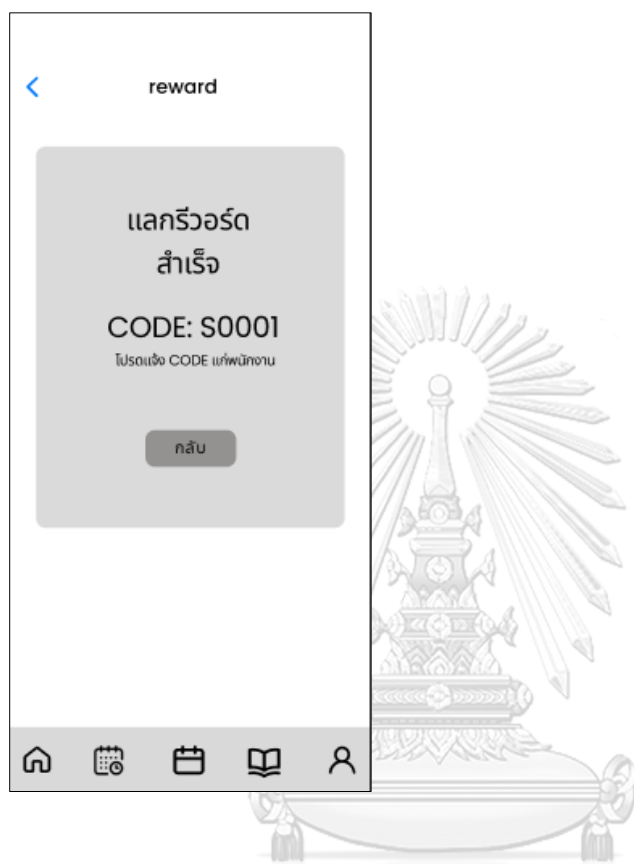 reward
แลกรีวอร์ด
สำเร็จ
CODE: S0001
โปรดแจ้ง CODE แก่พนักงาน
กลับ